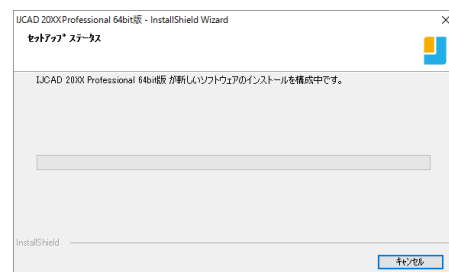 IJCAD 20XX Professional 64bit版 - InstallShield Wizard
ｾｯﾄｱｯﾌﾟ ｽﾃｰﾀｽ
IJCAD 20XX Professional 64bit版 が新しいソフトウェアのインストールを構成中です。
InstallShield
ｷｬﾝｾﾙ